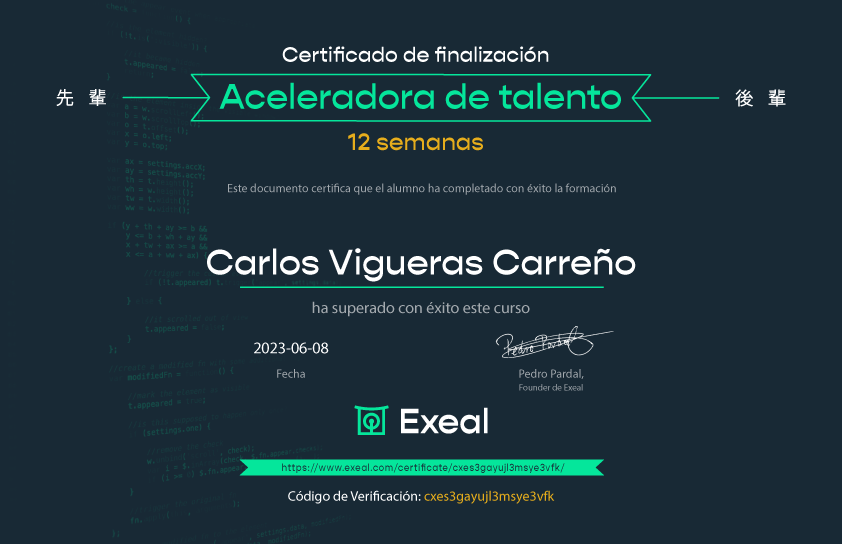 Certificado de finalización
先 輩
Aceleradora de talento
後 輩
12 semanas
Este documento certifica que el alumno ha completado con éxito la formación
Carlos Vigueras Carreño
ha superado con éxito este curso
2023-06-08
Fecha
Pedro Pardal
Pedro Pardal,
Founder de Exeal
Exeal
https://www.exeal.com/certificate/cxes3gayujl3msye3vfk/
Código de Verificación: cxes3gayujl3msye3vfk